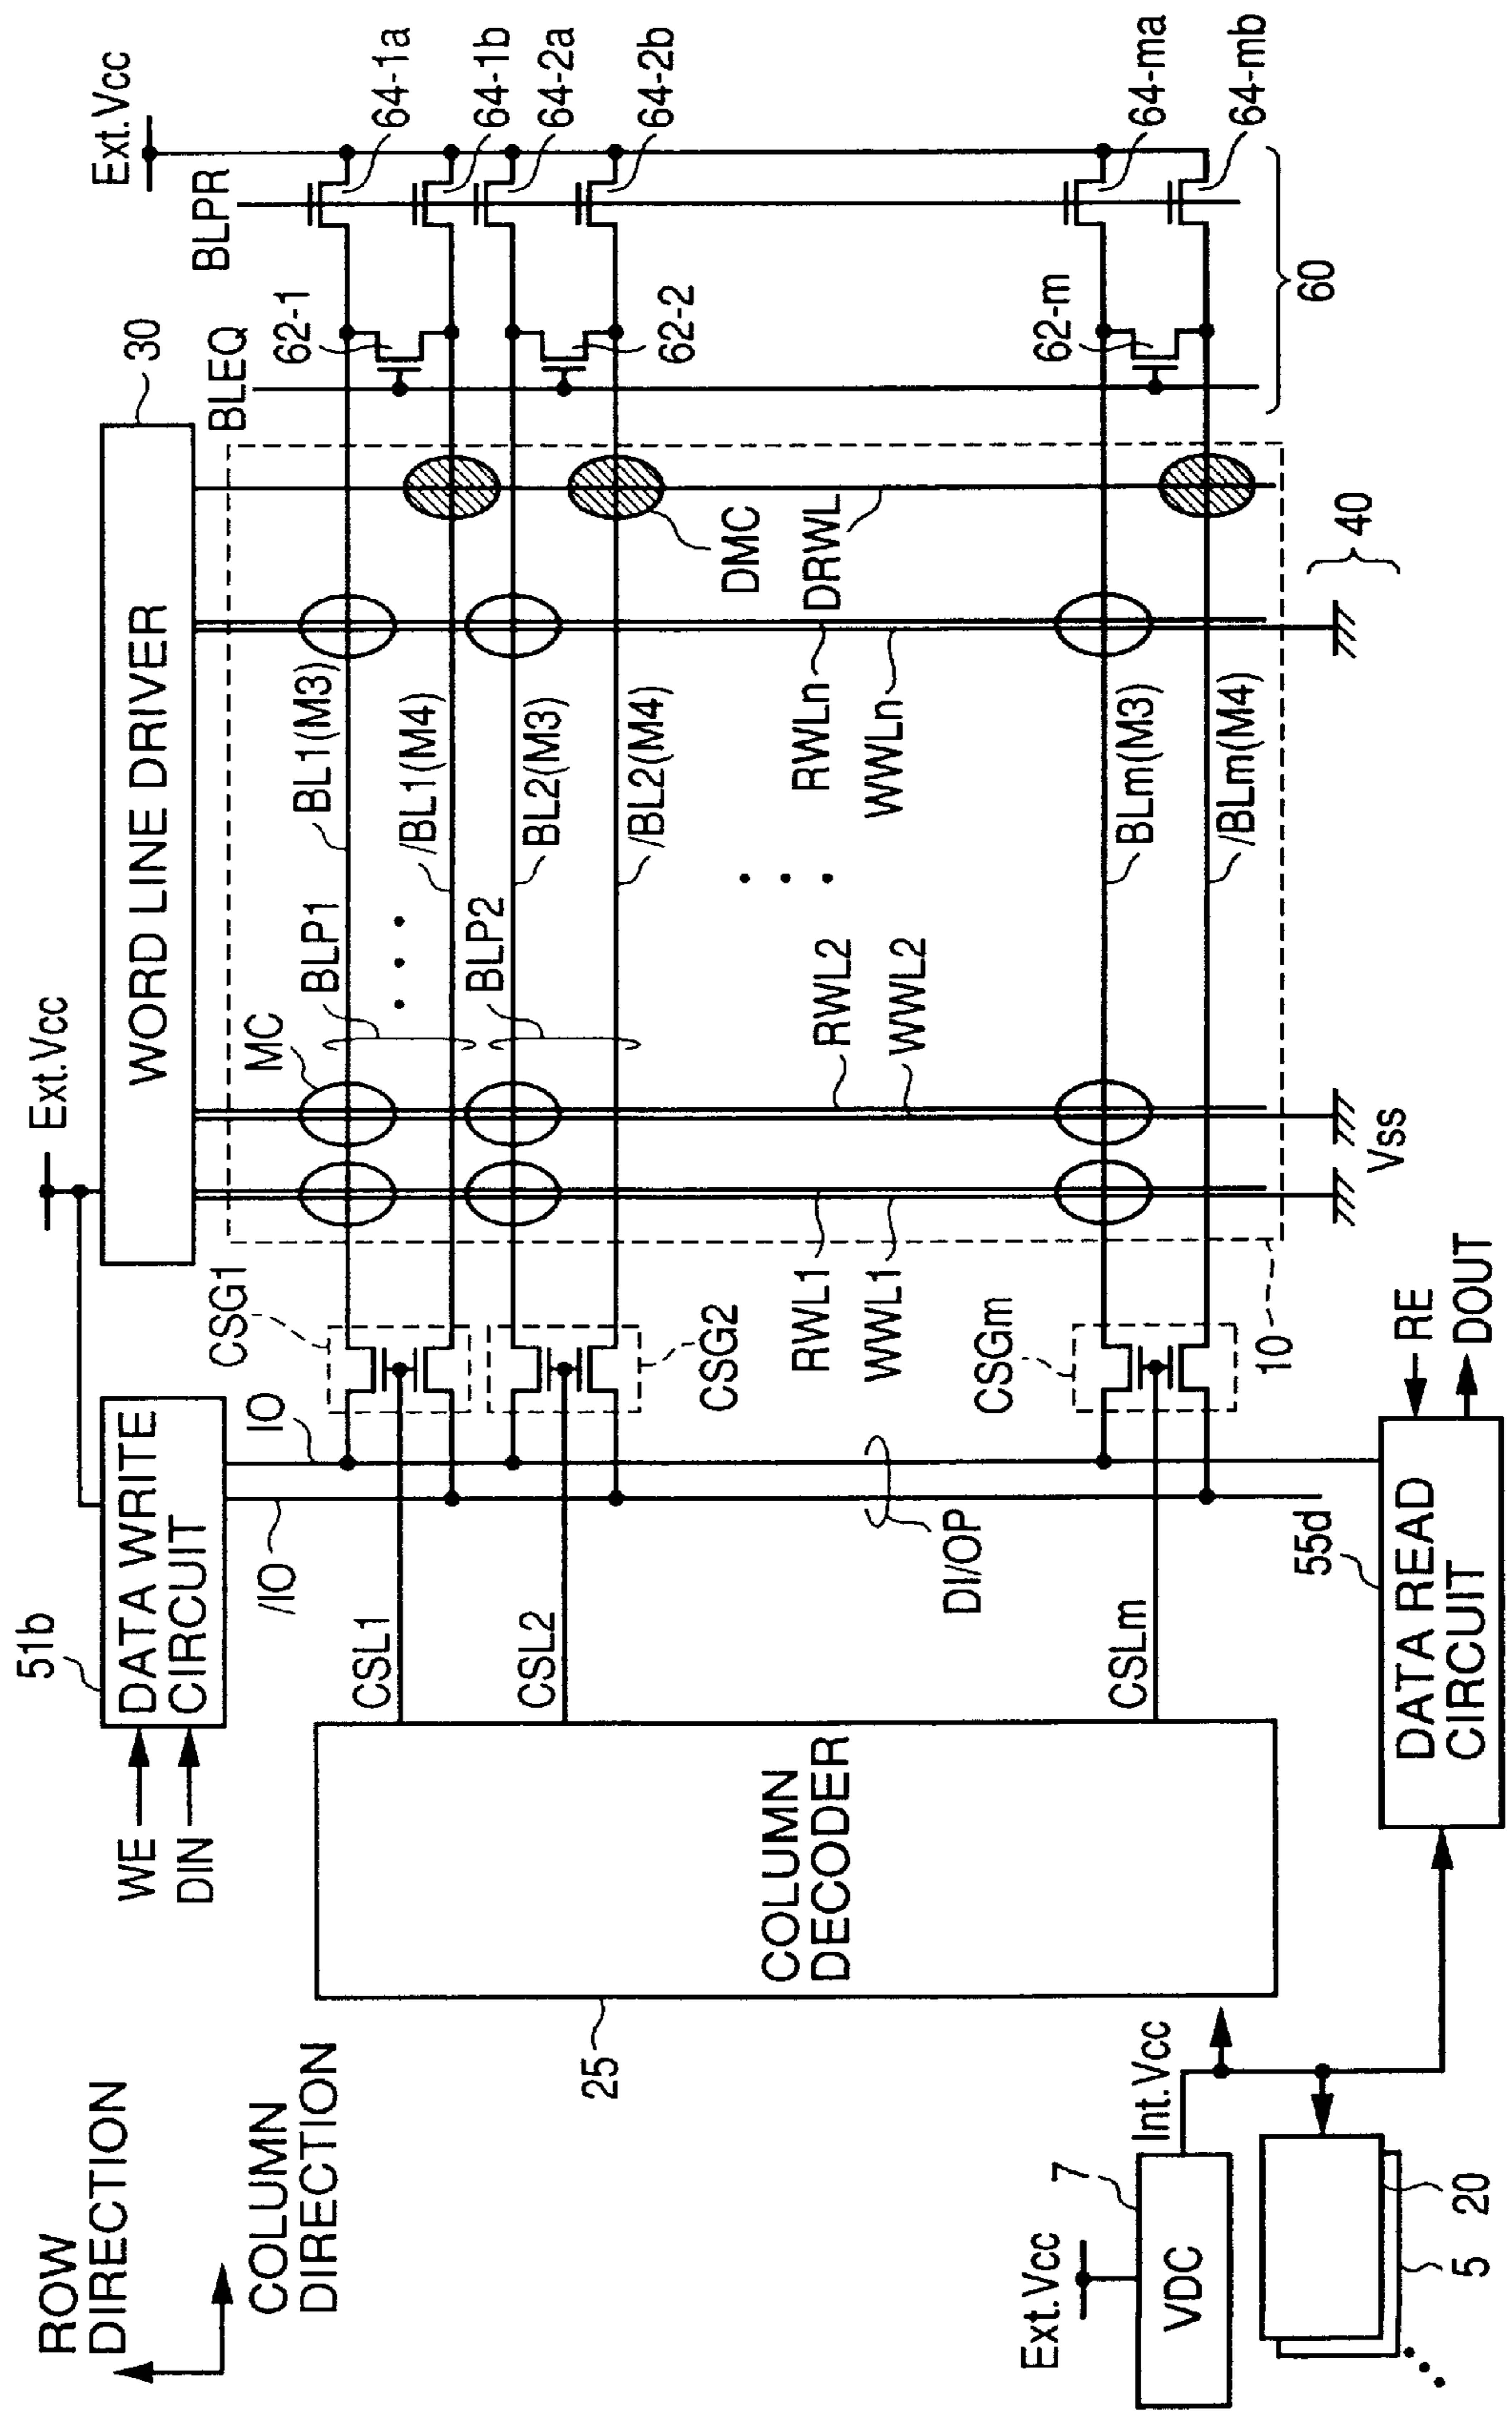 ROW
DIRECTION
COLUMN
DIRECTION
Ext.Vcc
7
VDC
Int.Vcc
20
5
25
COLUMN
DECODER
WE
DIN
51b
DATA WRITE
CIRCUIT
/IO
IO
CSL1
CSL2
CSLm
DI/OP
55d
DATA READ
CIRCUIT
RE
DOUT
CSG1
CSG2
CSGm
10
Ext.Vcc
WORD LINE DRIVER
30
MC
BLP1
BLP2
BL1(M3)
/BL1(M4)
BL2(M3)
/BL2(M4)
BLm(M3)
/BLm(M4)
RWL1
WWL1
RWL2
WWL2
RWLn
WWLn
DMC
DRWL
Vss
40
BLEQ
62-1
62-2
62-m
60
BLPR
Ext.Vcc
64-1a
64-1b
64-2a
64-2b
64-ma
64-mb